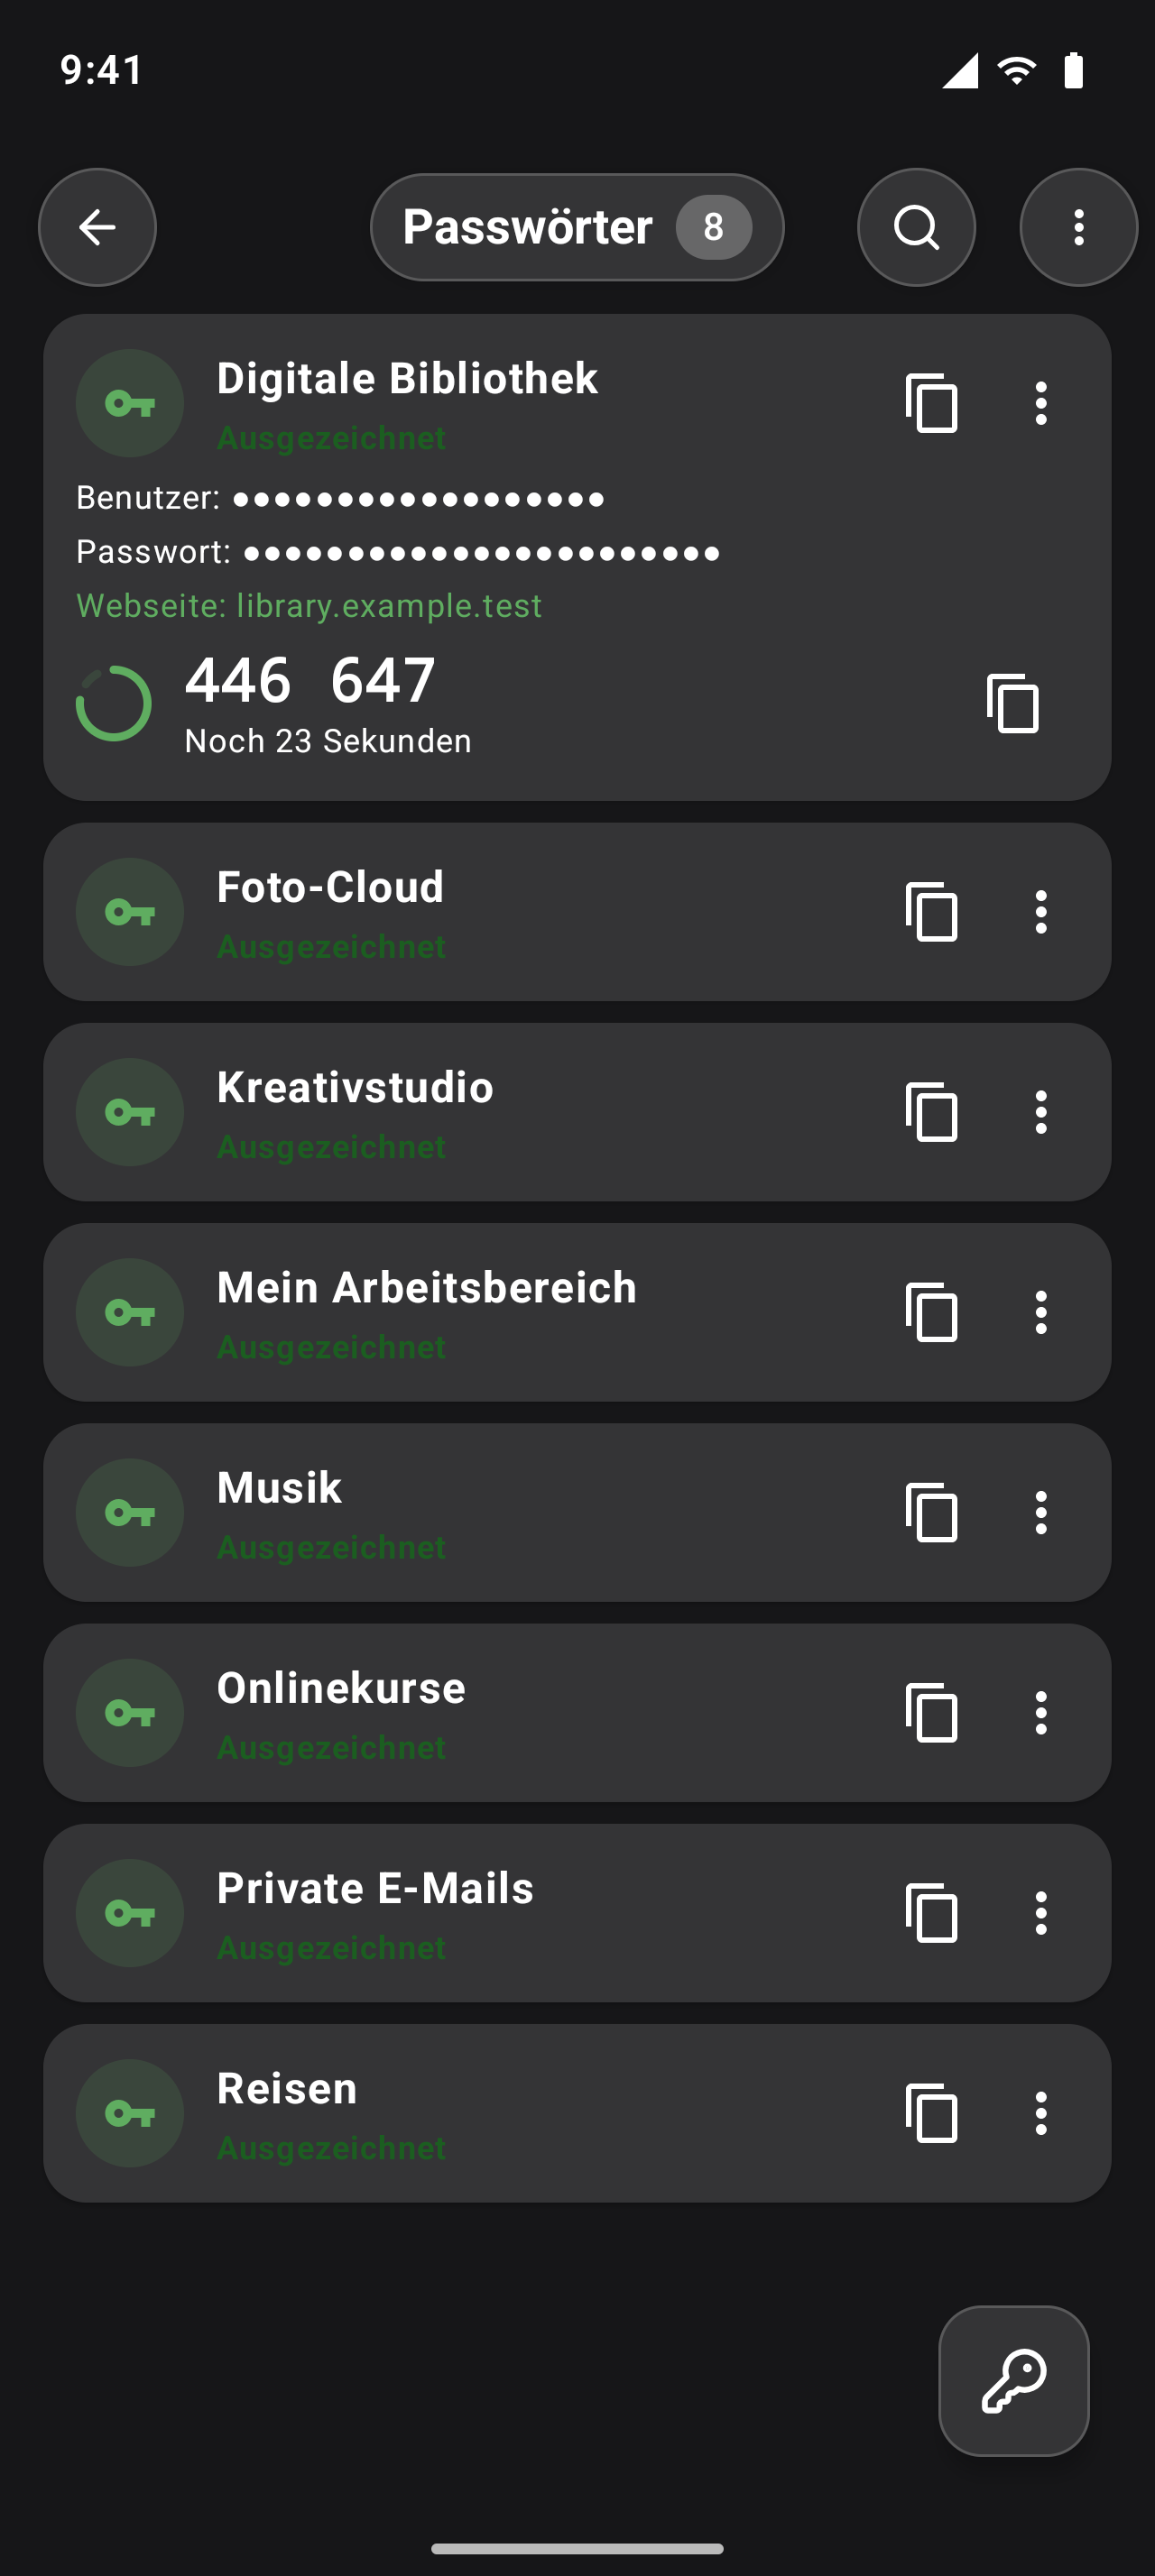 9:41
Passwörter 8
Digitale Bibliothek
Ausgezeichnet
Benutzer: ••••••••••••••••••
Passwort: •••••••••••••••••••••••
Webseite: library.example.test
446 647
Noch 23 Sekunden
Foto-Cloud
Ausgezeichnet
Kreativstudio
Ausgezeichnet
Mein Arbeitsbereich
Ausgezeichnet
Musik
Ausgezeichnet
Onlinekurse
Ausgezeichnet
Private E-Mails
Ausgezeichnet
Reisen
Ausgezeichnet